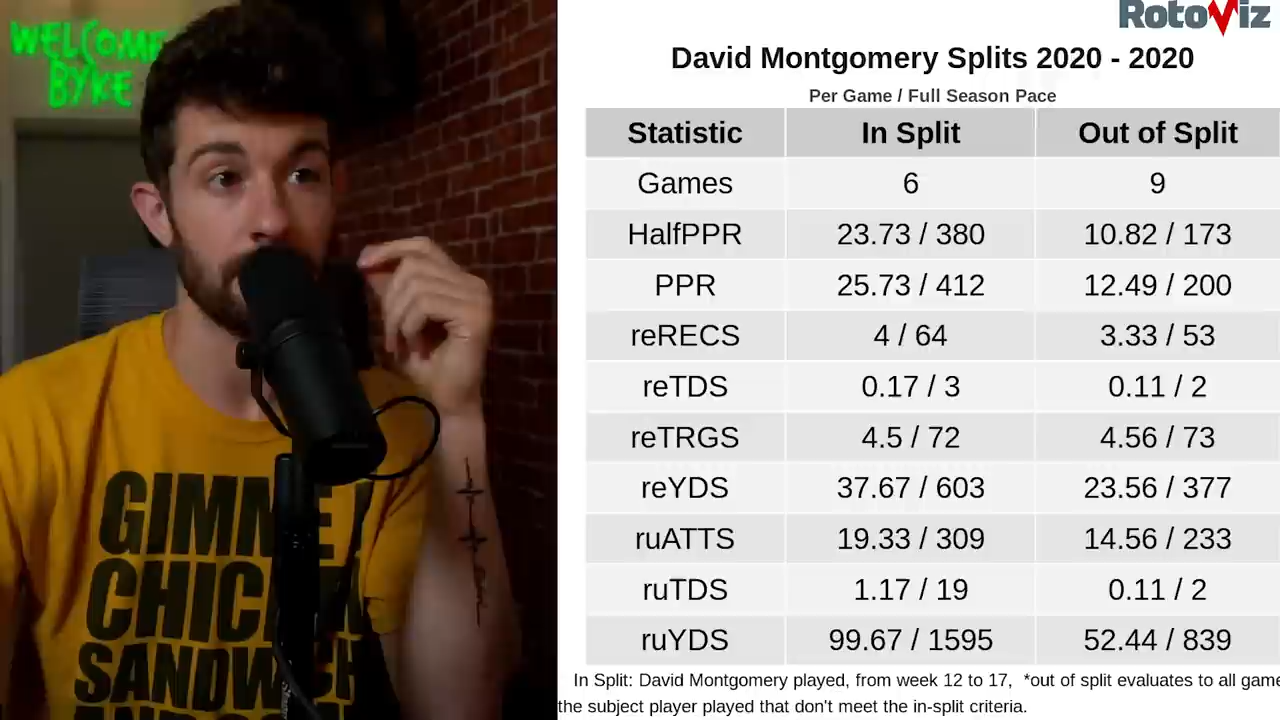 WELCOME
BYKE
GIMME
CHICKEN
SANDWICH
RotoViz
David Montgomery Splits 2020 - 2020
Per Game / Full Season Pace
Statistic In Split Out of Split
Games 6 9
HalfPPR 23.73 / 380 10.82 / 173
PPR 25.73 / 412 12.49 / 200
reRECS 4 / 64 3.33 / 53
reTDS 0.17 / 3 0.11 / 2
reTRGS 4.5 / 72 4.56 / 73
reYDS 37.67 / 603 23.56 / 377
ruATTS 19.33 / 309 14.56 / 233
ruTDS 1.17 / 19 0.11 / 2
ruYDS 99.67 / 1595 52.44 / 839
In Split: David Montgomery played, from week 12 to 17, *out of split evaluates to all game
the subject player played that don't meet the in-split criteria.